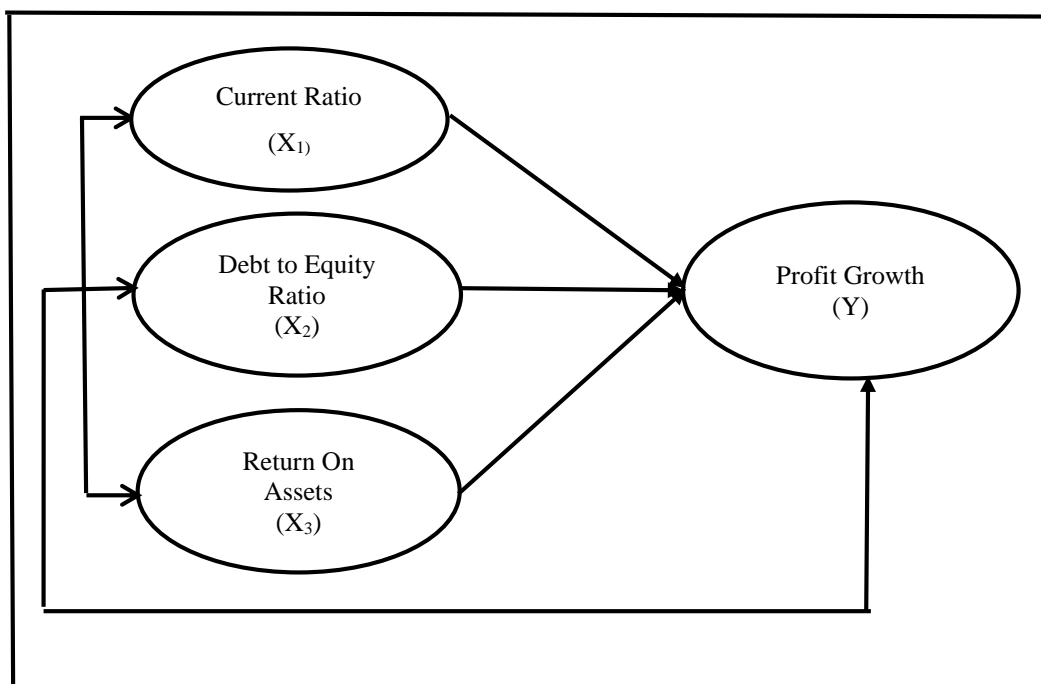 Current Ratio
(X1)
Debt to Equity
Ratio
(X2)
Return On
Assets
(X3)
Profit Growth
(Y)